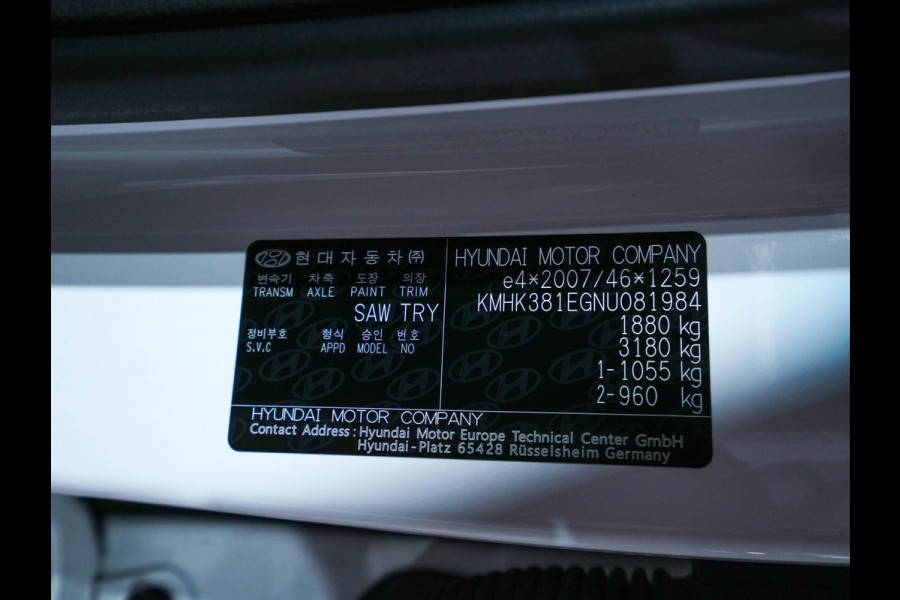 현대자동차㈜
변속기 차축 도장 의장
TRANSM AXLE PAINT TRIM
SAW TRY
정비부호 형식 승인 번호
S.V.C APPD MODEL NO
HYUNDAI MOTOR COMPANY
e4*2007/46*1259
KMHK381EGNU081984
1880 kg
3180 kg
1-1055 kg
2-960 kg
HYUNDAI MOTOR COMPANY
Contact Address : Hyundai Motor Europe Technical Center GmbH
Hyundai-Platz 65428 Rüsselsheim Germany